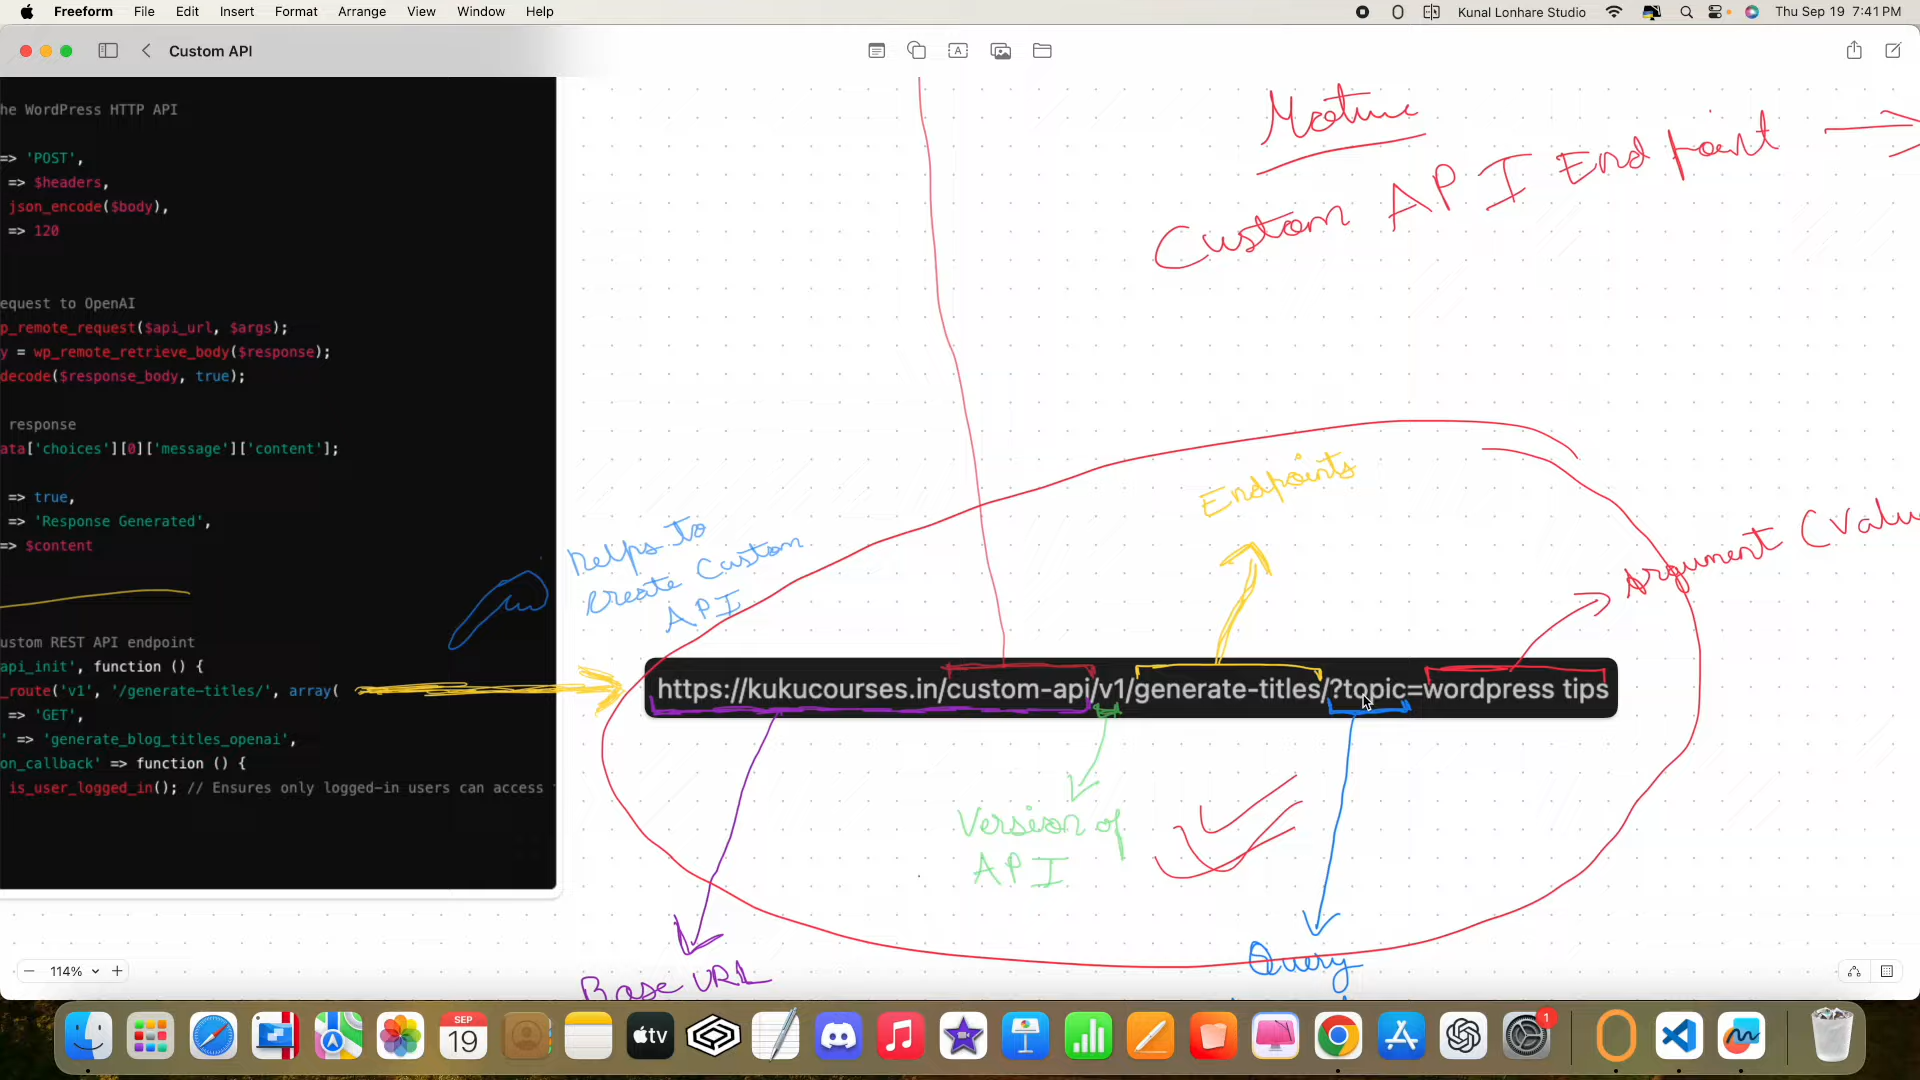 Freeform File Edit Insert Format Arrange View Window Help
Kunal Lonhare Studio Thu Sep 19 7:41 PM
Custom API
he WordPress HTTP API
=> 'POST',
=> $headers,
json_encode($body),
=> 120
equest to OpenAI
p_remote_request($api_url, $args);
y = wp_remote_retrieve_body($response);
decode($response_body, true);
response
ata['choices'][0]['message']['content'];
=> true,
=> 'Response Generated',
=> $content
ustom REST API endpoint
api_init', function () {
_route('v1', '/generate-titles/', array(
=> 'GET',
' => 'generate_blog_titles_openai',
on_callback' => function () {
is_user_logged_in(); // Ensures only logged-in users can access
Custom API End point
Endpoints
Helps to
create Custom
API
Argument (Valu
https://kukucourses.in/custom-api/v1/generate-titles/?topic=wordpress tips
Version of
API
Base URL
Query
114%
SEP
19
tv
1